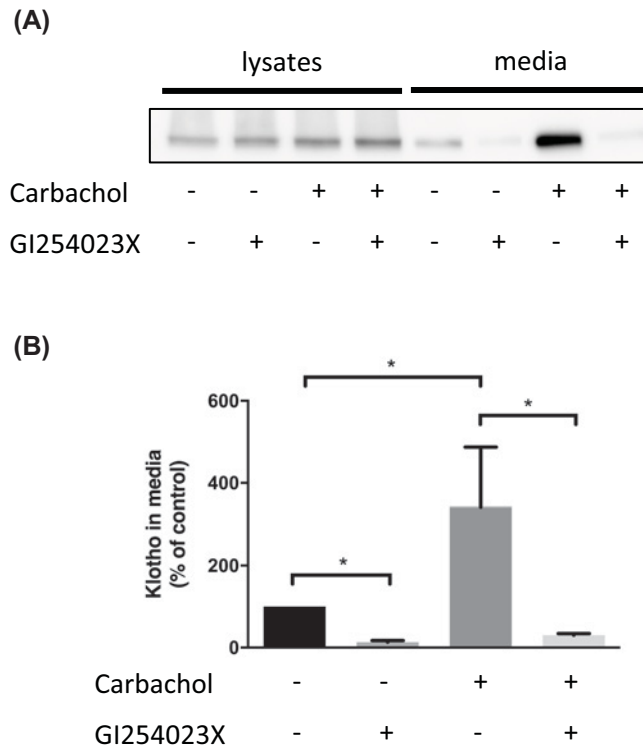 (A)
lysates media
Carbachol - - + + - - + +
GI254023X - + - + - + - +
(B)
*
*
*
600
400
200
0
Klotho in media
(% of control)
Carbachol - - + +
GI254023X - + - +